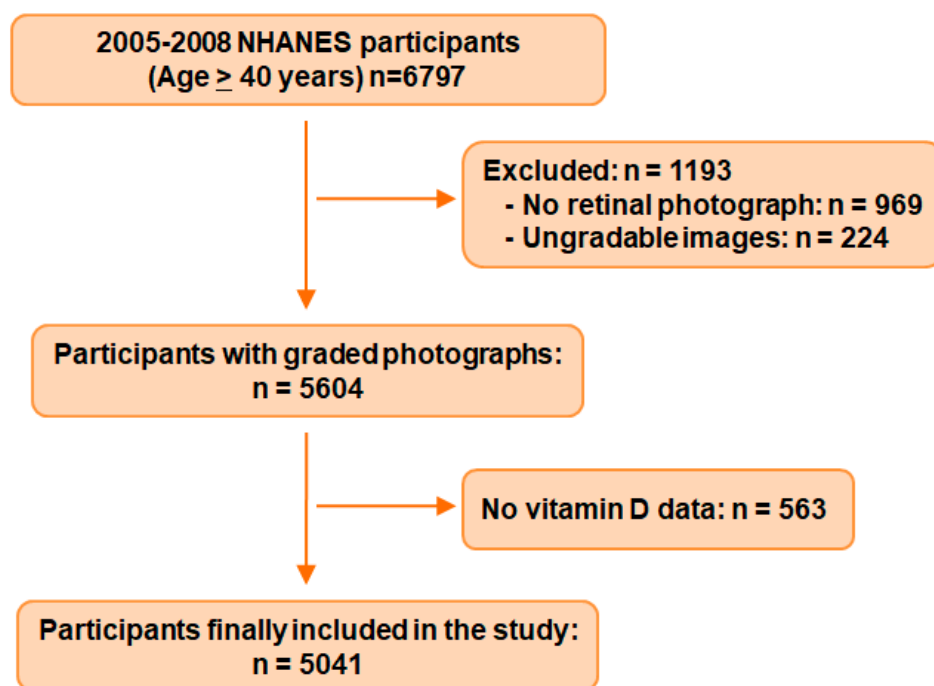 2005-2008 NHANES participants
(Age ≥ 40 years) n=6797
Excluded: n = 1193
- No retinal photograph: n = 969
- Ungradable images: n = 224
Participants with graded photographs:
n = 5604
No vitamin D data: n = 563
Participants finally included in the study:
n = 5041